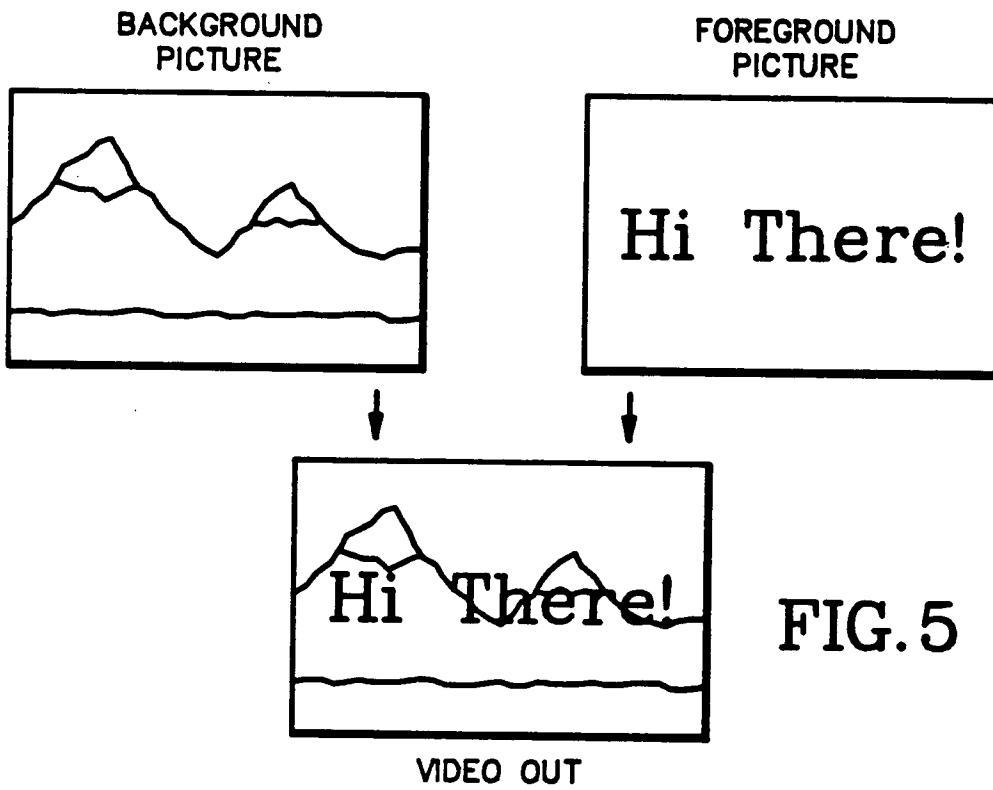 BACKGROUND
PICTURE
FOREGROUND
PICTURE
Hi There!
Hi There!
FIG. 5
VIDEO OUT